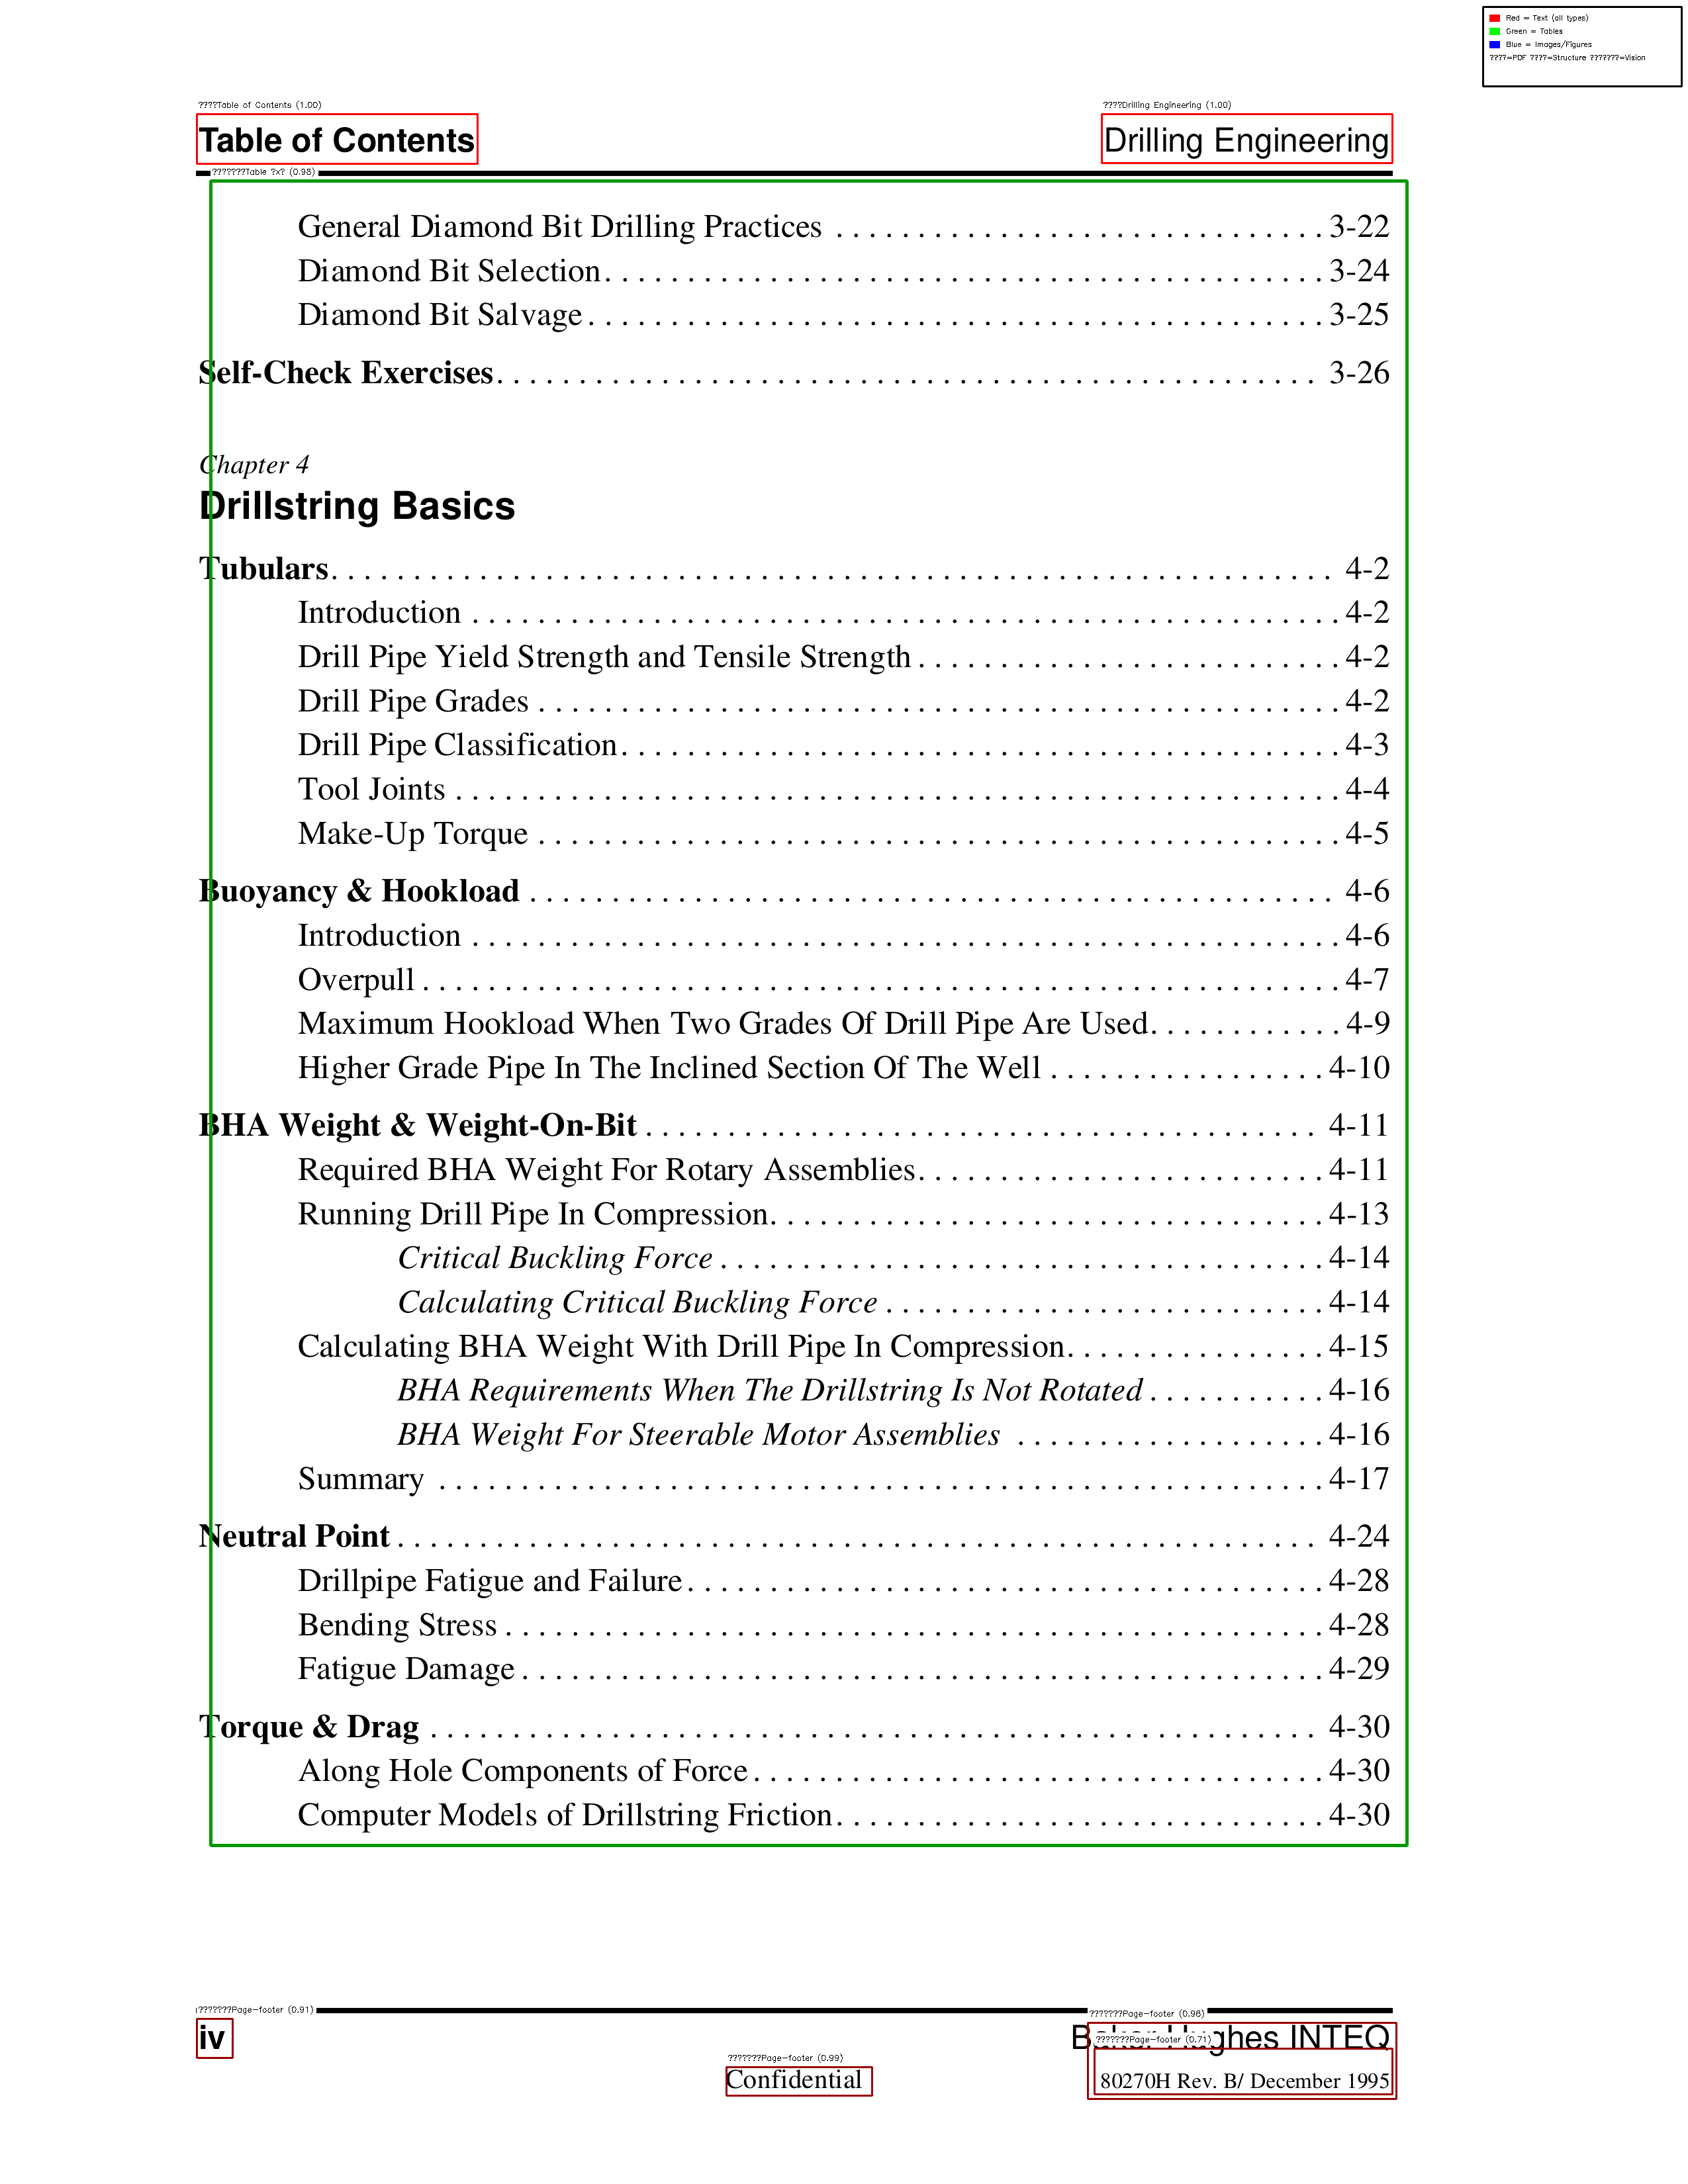 Red = Text (all types)
Green = Tables
Blue = Images/Figures
????=PDF ????=Structure ???????=Vision
????Table of Contents (1.00)
????Drilling Engineering (1.00)
Table of Contents
Drilling Engineering
???????Table ?x? (0.98)
General Diamond Bit Drilling Practices . . . . . . . . . . . . . . . . . . . . . . . . . . . . . . 3-22
Diamond Bit Selection. . . . . . . . . . . . . . . . . . . . . . . . . . . . . . . . . . . . . . . . . . . . 3-24
Diamond Bit Salvage. . . . . . . . . . . . . . . . . . . . . . . . . . . . . . . . . . . . . . . . . . . . . 3-25
Self-Check Exercises. . . . . . . . . . . . . . . . . . . . . . . . . . . . . . . . . . . . . . . . . . . . . . . . . . 3-26
Chapter 4
Drillstring Basics
Tubulars. . . . . . . . . . . . . . . . . . . . . . . . . . . . . . . . . . . . . . . . . . . . . . . . . . . . . . . . . . . . . 4-2
Introduction . . . . . . . . . . . . . . . . . . . . . . . . . . . . . . . . . . . . . . . . . . . . . . . . . . . . . 4-2
Drill Pipe Yield Strength and Tensile Strength . . . . . . . . . . . . . . . . . . . . . . . . . . 4-2
Drill Pipe Grades . . . . . . . . . . . . . . . . . . . . . . . . . . . . . . . . . . . . . . . . . . . . . . . . . 4-2
Drill Pipe Classification. . . . . . . . . . . . . . . . . . . . . . . . . . . . . . . . . . . . . . . . . . . . 4-3
Tool Joints . . . . . . . . . . . . . . . . . . . . . . . . . . . . . . . . . . . . . . . . . . . . . . . . . . . . . . 4-4
Make-Up Torque . . . . . . . . . . . . . . . . . . . . . . . . . . . . . . . . . . . . . . . . . . . . . . . . . 4-5
Buoyancy & Hookload . . . . . . . . . . . . . . . . . . . . . . . . . . . . . . . . . . . . . . . . . . . . . . . . . 4-6
Introduction . . . . . . . . . . . . . . . . . . . . . . . . . . . . . . . . . . . . . . . . . . . . . . . . . . . . . 4-6
Overpull . . . . . . . . . . . . . . . . . . . . . . . . . . . . . . . . . . . . . . . . . . . . . . . . . . . . . . . . 4-7
Maximum Hookload When Two Grades Of Drill Pipe Are Used. . . . . . . . . . . . 4-9
Higher Grade Pipe In The Inclined Section Of The Well . . . . . . . . . . . . . . . . . 4-10
BHA Weight & Weight-On-Bit . . . . . . . . . . . . . . . . . . . . . . . . . . . . . . . . . . . . . . . . . 4-11
Required BHA Weight For Rotary Assemblies. . . . . . . . . . . . . . . . . . . . . . . . . 4-11
Running Drill Pipe In Compression. . . . . . . . . . . . . . . . . . . . . . . . . . . . . . . . . . 4-13
Critical Buckling Force . . . . . . . . . . . . . . . . . . . . . . . . . . . . . . . . . . . . . 4-14
Calculating Critical Buckling Force . . . . . . . . . . . . . . . . . . . . . . . . . . . 4-14
Calculating BHA Weight With Drill Pipe In Compression. . . . . . . . . . . . . . . . 4-15
BHA Requirements When The Drillstring Is Not Rotated . . . . . . . . . . . 4-16
BHA Weight For Steerable Motor Assemblies . . . . . . . . . . . . . . . . . . . 4-16
Summary . . . . . . . . . . . . . . . . . . . . . . . . . . . . . . . . . . . . . . . . . . . . . . . . . . . . . . 4-17
Neutral Point . . . . . . . . . . . . . . . . . . . . . . . . . . . . . . . . . . . . . . . . . . . . . . . . . . . . . . . . 4-24
Drillpipe Fatigue and Failure. . . . . . . . . . . . . . . . . . . . . . . . . . . . . . . . . . . . . . . 4-28
Bending Stress . . . . . . . . . . . . . . . . . . . . . . . . . . . . . . . . . . . . . . . . . . . . . . . . . . 4-28
Fatigue Damage . . . . . . . . . . . . . . . . . . . . . . . . . . . . . . . . . . . . . . . . . . . . . . . . . 4-29
Torque & Drag . . . . . . . . . . . . . . . . . . . . . . . . . . . . . . . . . . . . . . . . . . . . . . . . . . . . . . 4-30
Along Hole Components of Force . . . . . . . . . . . . . . . . . . . . . . . . . . . . . . . . . . . 4-30
Computer Models of Drillstring Friction. . . . . . . . . . . . . . . . . . . . . . . . . . . . . . 4-30
???????Page-footer (0.91)
???????Page-footer (0.98)
iv
Baker Hughes INTEQ
???????Page-footer (0.71)
???????Page-footer (0.99)
Confidential
80270H Rev. B/ December 1995